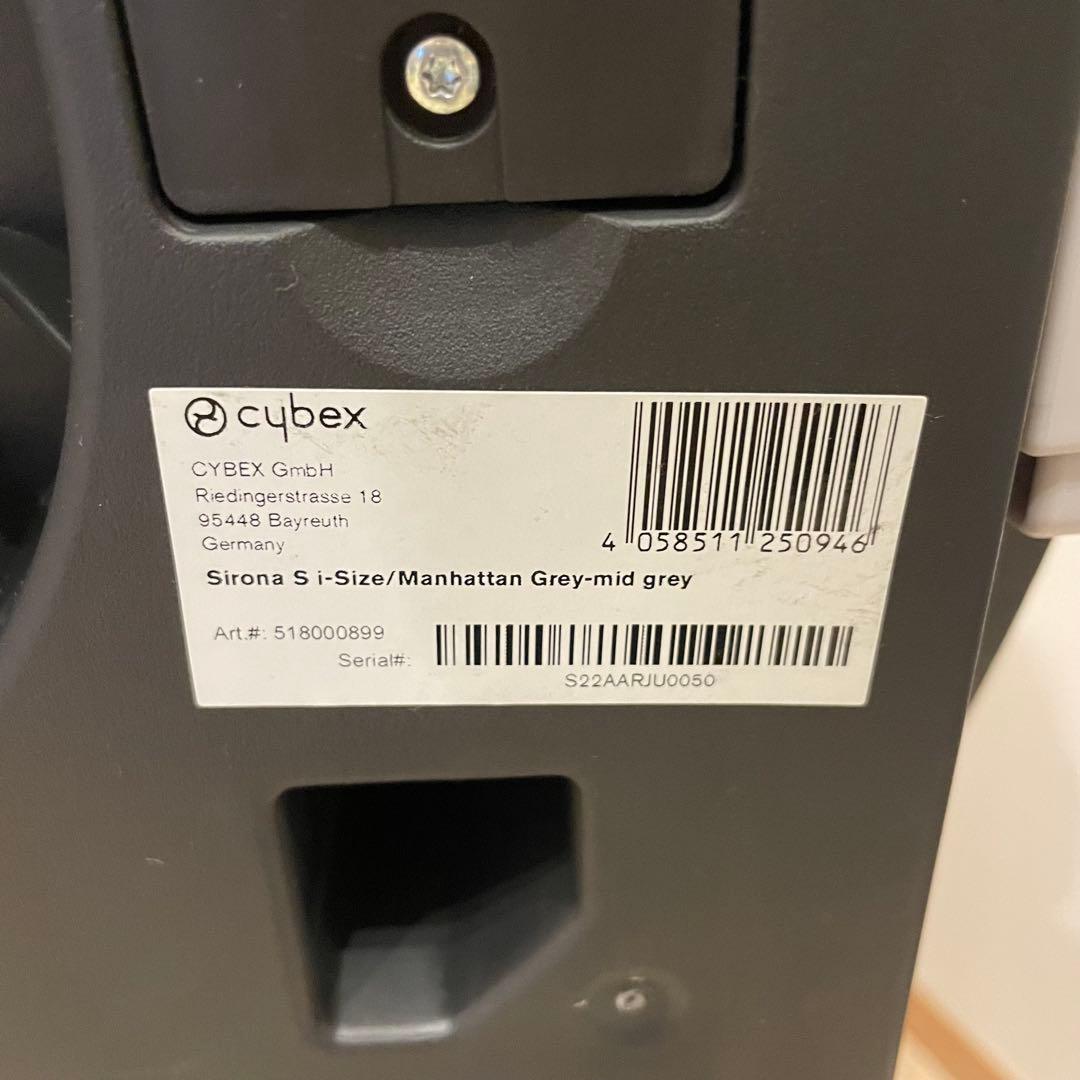 cybex
CYBEX GmbH
Riedingerstrasse 18
95448 Bayreuth
Germany
4 058511 250946
Sirona S i-Size/Manhattan Grey-mid grey
Art.#: 518000899
Serial#:
S22AARJU0050